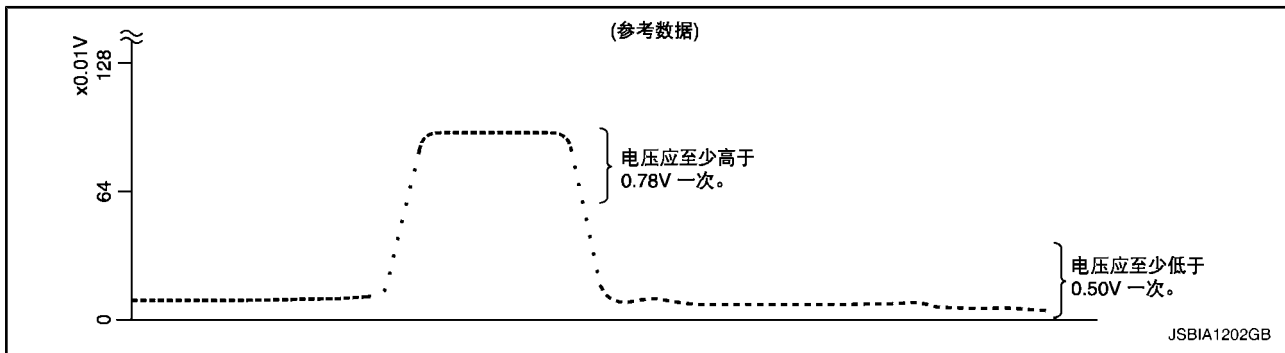 (参考数据)
x0.01V
128
64
0
电压应至少高于
0.78V 一次。
电压应至少低于
0.50V 一次。
JSBIA1202GB